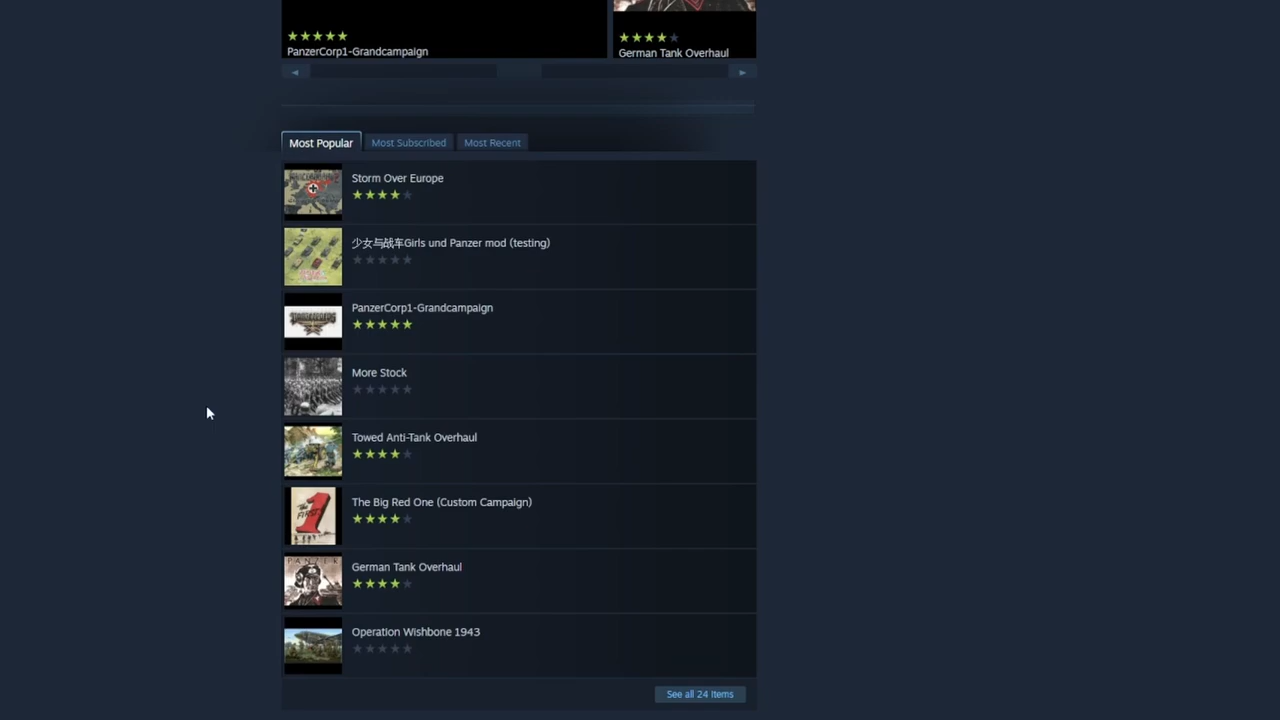 PanzerCorp1-Grandcampaign
German Tank Overhaul
Most Popular
Most Subscribed
Most Recent
Storm Over Europe
少女与战车Girls und Panzer mod (testing)
PanzerCorp1-Grandcampaign
More Stock
Towed Anti-Tank Overhaul
The Big Red One (Custom Campaign)
German Tank Overhaul
PANZER
Operation Wishbone 1943
See all 24 items